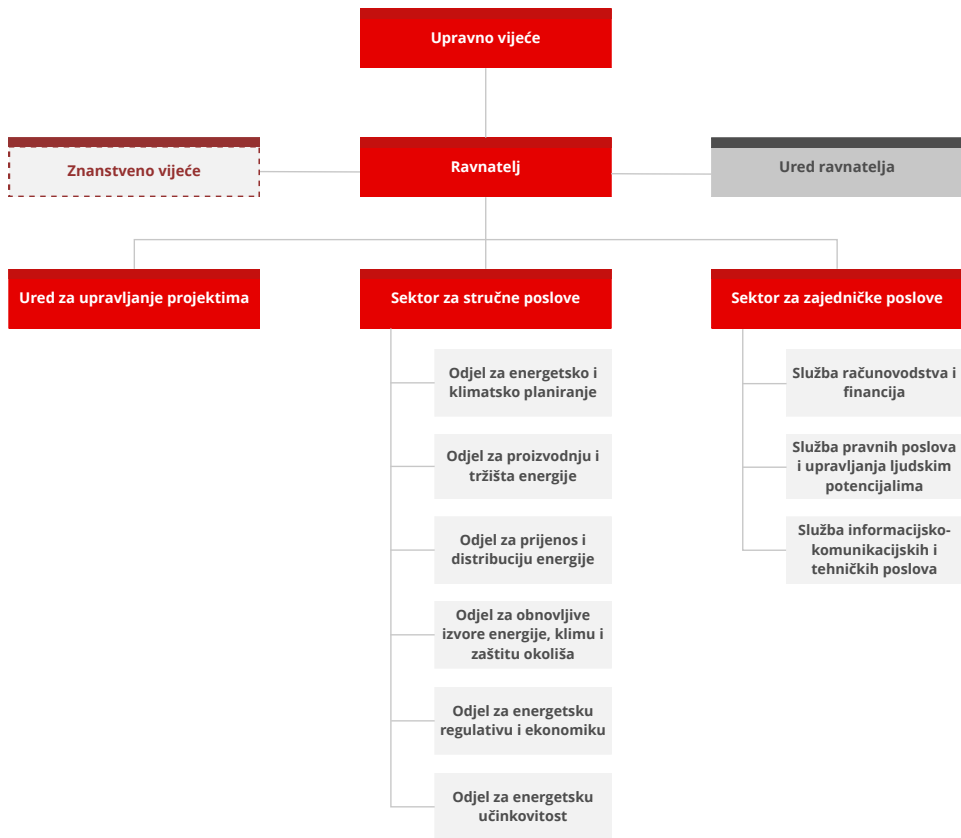 Upravno vijeće
Znanstveno vijeće
Ravnatelj
Ured ravnatelja
Ured za upravljanje projektima
Sektor za stručne poslove
Sektor za zajedničke poslove
Odjel za energetsko i
klimatsko planiranje
Odjel za proizvodnju i
tržišta energije
Odjel za prijenos i
distribuciju energije
Odjel za obnovljive
izvore energije, klimu i
zaštitu okoliša
Odjel za energetsku
regulativu i ekonomiku
Odjel za energetsku
učinkovitost
Služba računovodstva i
financija
Služba pravnih poslova
i upravljanja ljudskim
potencijalima
Služba informacijsko-
komunikacijskih i
tehničkih poslova